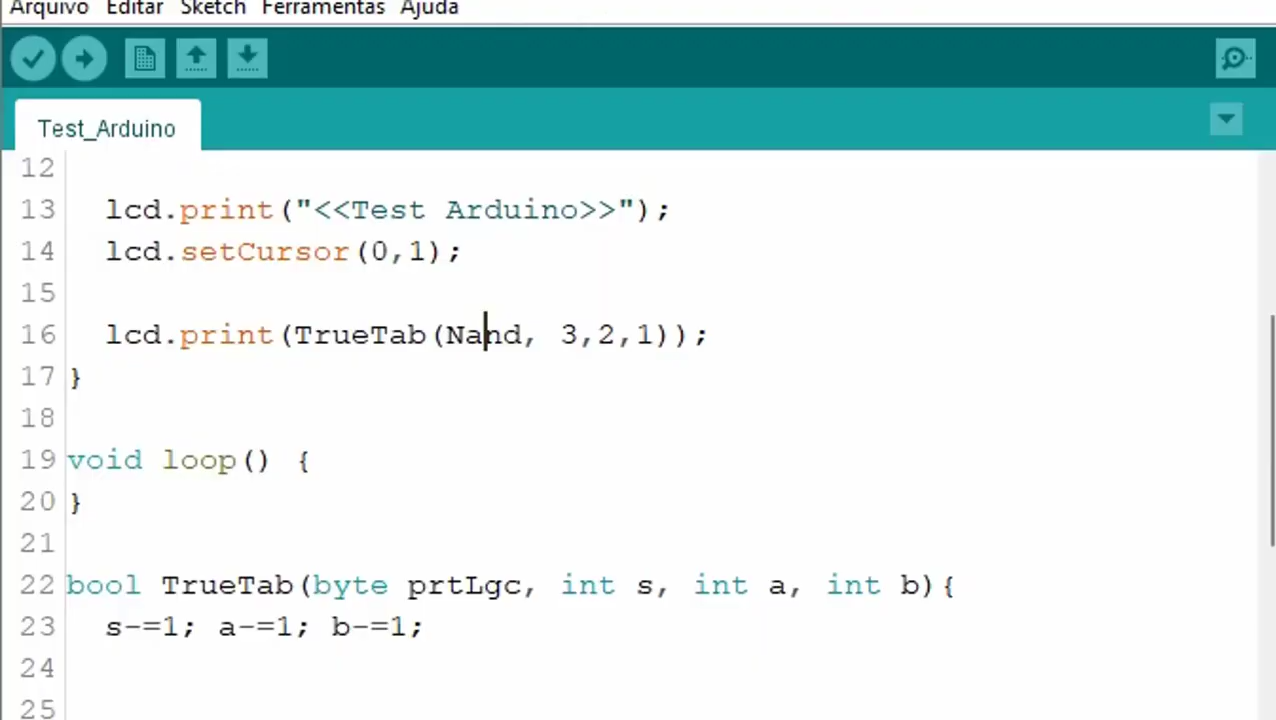 Arquivo Editar Sketch Ferramentas Ajuda
Test_Arduino
12
13 lcd.print("<<Test Arduino>>");
14 lcd.setCursor(0,1);
15
16 lcd.print(TrueTab(Nand, 3,2,1));
17 }
18
19 void loop() {
20 }
21
22 bool TrueTab(byte prtLgc, int s, int a, int b){
23 s-=1; a-=1; b-=1;
24
25